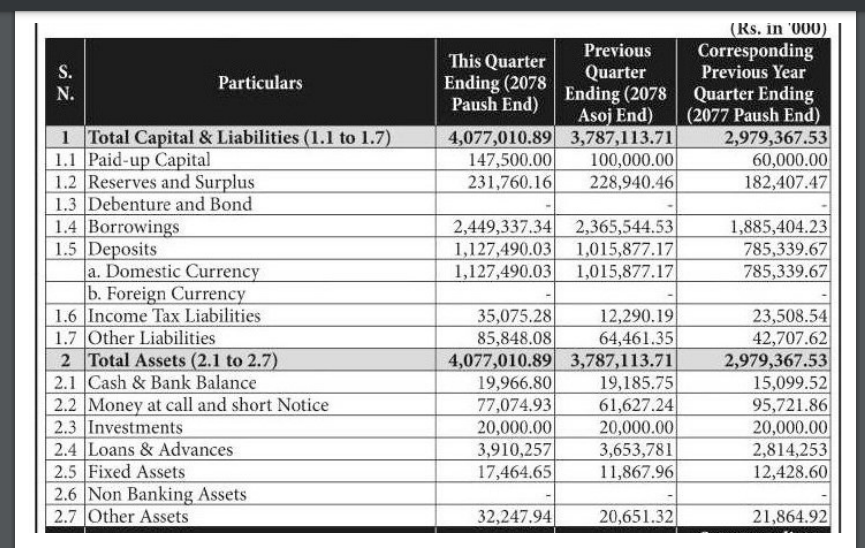 (Rs. in '000)
S. N. Particulars This Quarter Ending (2078 Paush End) Previous Quarter Ending (2078 Asoj End) Corresponding Previous Year Quarter Ending (2077 Paush End)
1 Total Capital & Liabilities (1.1 to 1.7) 4,077,010.89 3,787,113.71 2,979,367.53
1.1 Paid-up Capital 147,500.00 100,000.00 60,000.00
1.2 Reserves and Surplus 231,760.16 228,940.46 182,407.47
1.3 Debenture and Bond - - -
1.4 Borrowings 2,449,337.34 2,365,544.53 1,885,404.23
1.5 Deposits 1,127,490.03 1,015,877.17 785,339.67
a. Domestic Currency 1,127,490.03 1,015,877.17 785,339.67
b. Foreign Currency - - -
1.6 Income Tax Liabilities 35,075.28 12,290.19 23,508.54
1.7 Other Liabilities 85,848.08 64,461.35 42,707.62
2 Total Assets (2.1 to 2.7) 4,077,010.89 3,787,113.71 2,979,367.53
2.1 Cash & Bank Balance 19,966.80 19,185.75 15,099.52
2.2 Money at call and short Notice 77,074.93 61,627.24 95,721.86
2.3 Investments 20,000.00 20,000.00 20,000.00
2.4 Loans & Advances 3,910,257 3,653,781 2,814,253
2.5 Fixed Assets 17,464.65 11,867.96 12,428.60
2.6 Non Banking Assets - - -
2.7 Other Assets 32,247.94 20,651.32 21,864.92